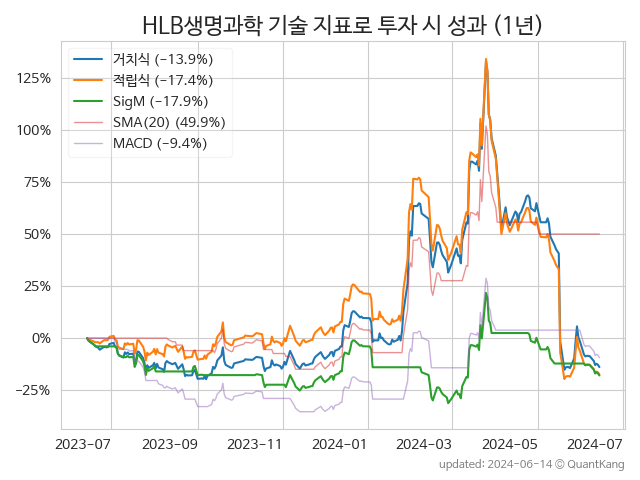 HLB생명과학 기술 지표로 투자 시 성과 (1년)
거치식 (−13.9%)
적립식 (−17.4%)
SigM (−17.9%)
SMA(20) (49.9%)
MACD (−9.4%)
125%
100%
75%
50%
25%
0%
−25%
2023−07 2023−09 2023−11 2024−01 2024−03 2024−05 2024−07
updated: 2024−06−14 ⓒ QuantKang